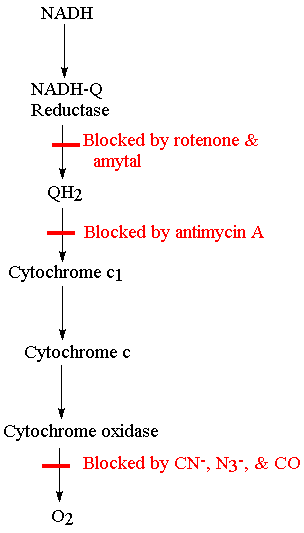 NADH
NADH-Q
Reductase
Blocked by rotenone &
amytal
QH2
Blocked by antimycin A
Cytochrome c1
Cytochrome c
Cytochrome oxidase
Blocked by CN-, N3-, & CO
O2